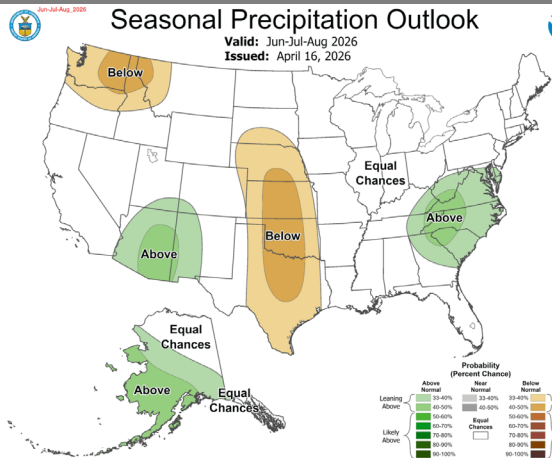 Jun-Jul-Aug_2026
Seasonal Precipitation Outlook
Valid: Jun-Jul-Aug 2026
Issued: April 16, 2026
Below
Equal
Chances
Above
Below
Above
Equal
Chances
Above
Equal
Chances
Probability
(Percent Chance)
Above
Normal
Near
Normal
Below
Normal
Leaning
Above
33-40%
40-50%
50-60%
Likely
Above
60-70%
70-80%
80-90%
90-100%
33-40%
40-50%
Equal
Chances
33-40%
40-50%
50-60%
60-70%
70-80%
80-90%
90-100%